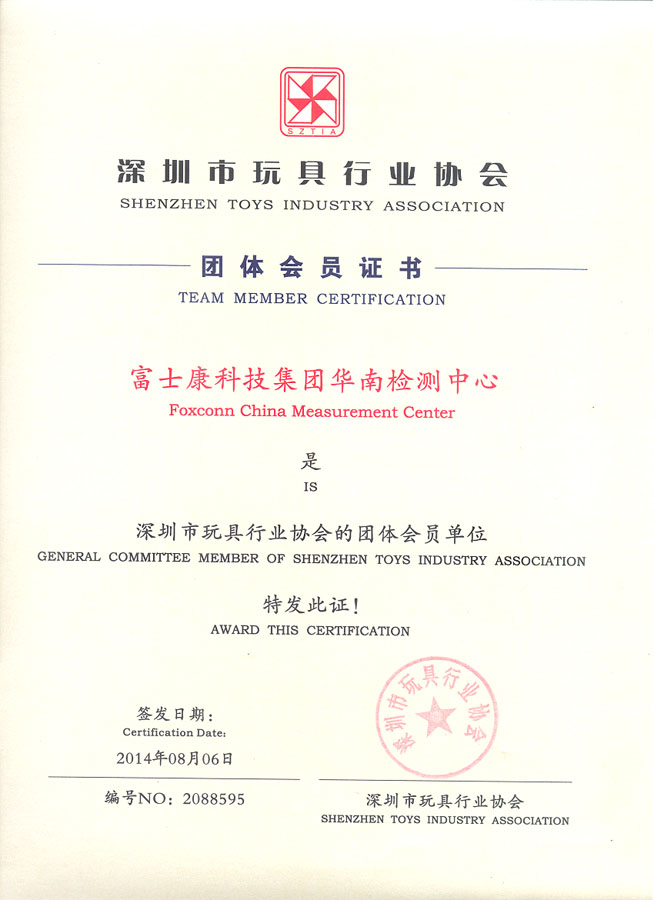 SZTIA
深圳市玩具行业协会
SHENZHEN TOYS INDUSTRY ASSOCIATION
团体会员证书
TEAM MEMBER CERTIFICATION
富士康科技集团华南检测中心
Foxconn China Measurement Center
是
IS
深圳市玩具行业协会的团体会员单位
GENERAL COMMITTEE MEMBER OF SHENZHEN TOYS INDUSTRY ASSOCIATION
特发此证!
AWARD THIS CERTIFICATION
深圳市玩具行业协会
签发日期:
Certification Date:
2014年08月06日
编号NO: 2088595
深圳市玩具行业协会
SHENZHEN TOYS INDUSTRY ASSOCIATION